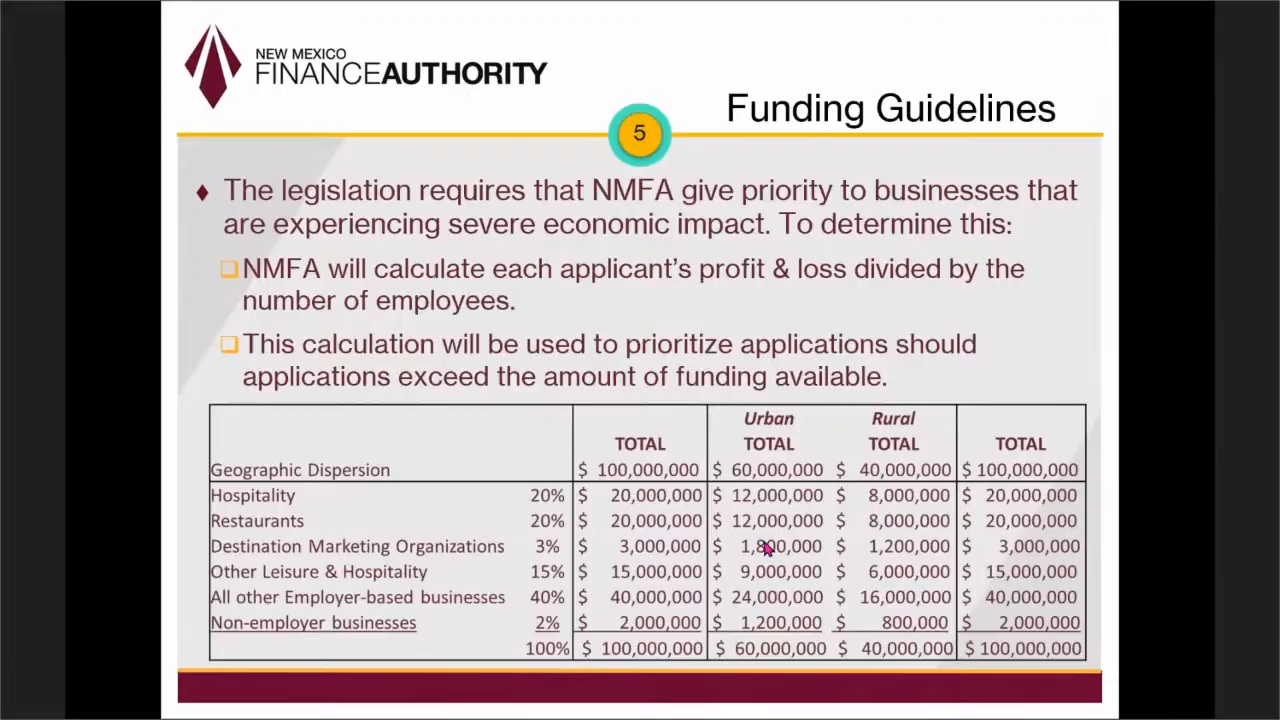 NEW MEXICO
FINANCEAUTHORITY
Funding Guidelines
5
The legislation requires that NMFA give priority to businesses that
are experiencing severe economic impact. To determine this:
NMFA will calculate each applicant's profit & loss divided by the
number of employees.
This calculation will be used to prioritize applications should
applications exceed the amount of funding available.
Urban Rural
TOTAL TOTAL TOTAL TOTAL
Geographic Dispersion $ 100,000,000 $ 60,000,000 $ 40,000,000 $ 100,000,000
Hospitality 20% $ 20,000,000 $ 12,000,000 $ 8,000,000 $ 20,000,000
Restaurants 20% $ 20,000,000 $ 12,000,000 $ 8,000,000 $ 20,000,000
Destination Marketing Organizations 3% $ 3,000,000 $ 1,800,000 $ 1,200,000 $ 3,000,000
Other Leisure & Hospitality 15% $ 15,000,000 $ 9,000,000 $ 6,000,000 $ 15,000,000
All other Employer-based businesses 40% $ 40,000,000 $ 24,000,000 $ 16,000,000 $ 40,000,000
Non-employer businesses 2% $ 2,000,000 $ 1,200,000 $ 800,000 $ 2,000,000
100% $ 100,000,000 $ 60,000,000 $ 40,000,000 $ 100,000,000